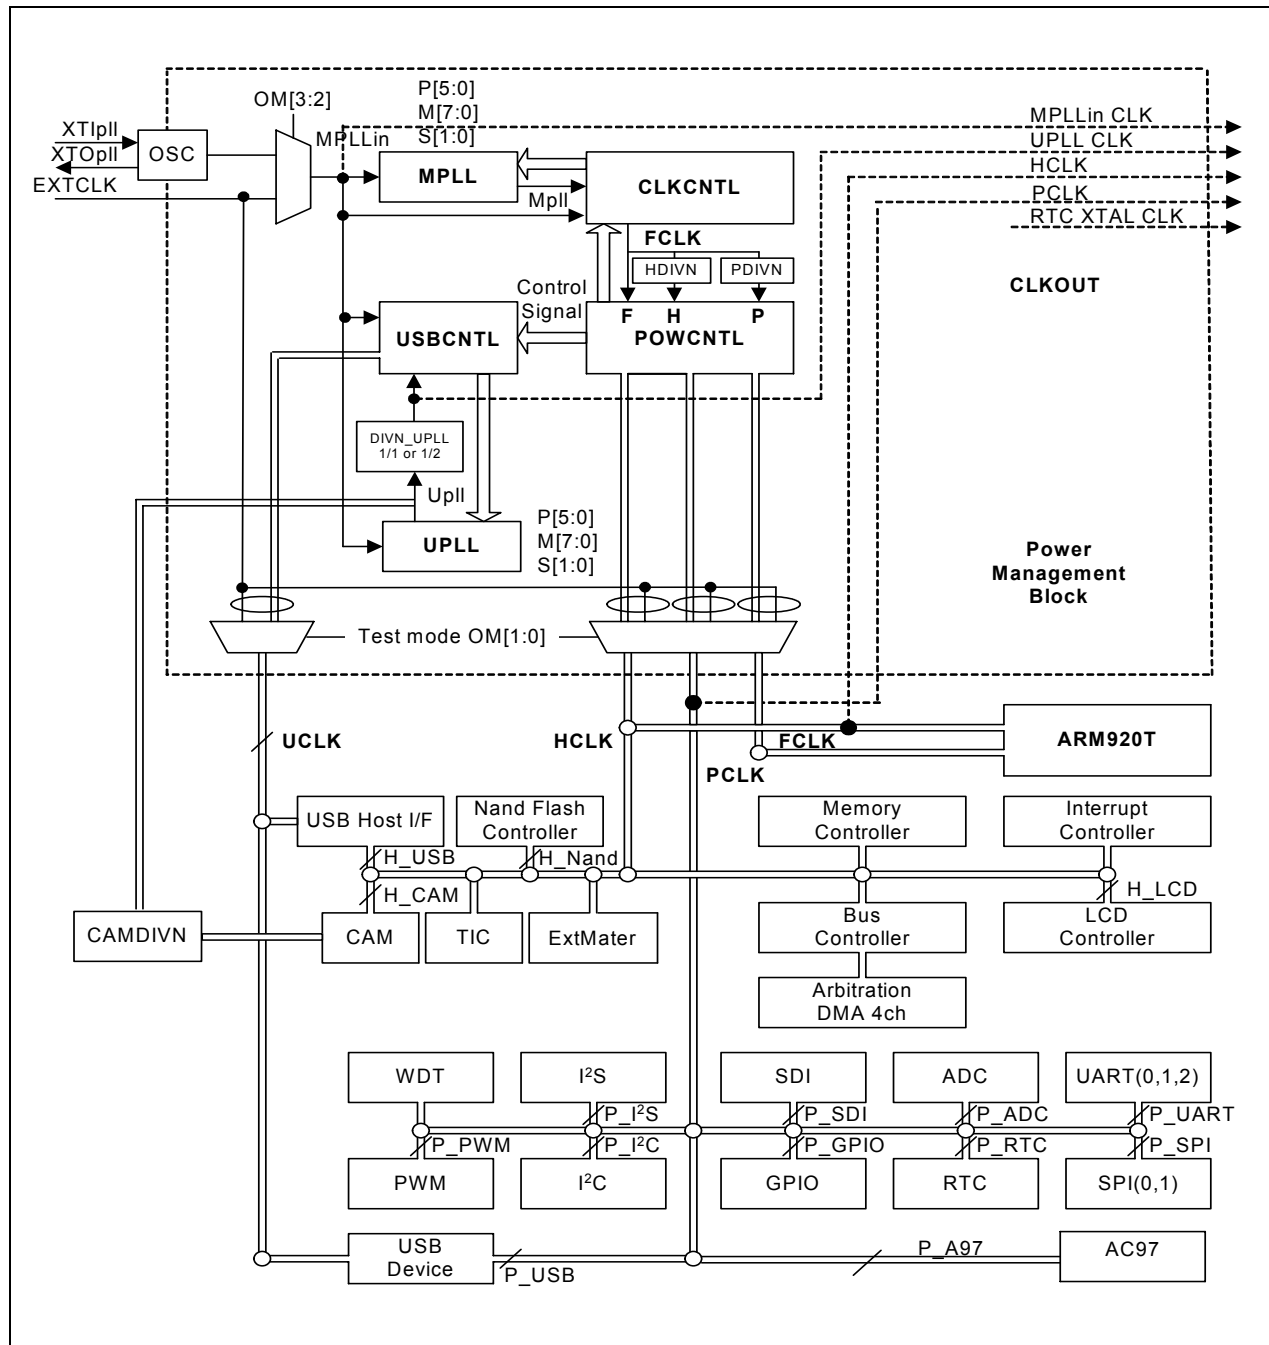 P[5:0]
M[7:0]
S[1:0]
OM[3:2]
MPLLin CLK
XTIpll
MPLLin
UPLL CLK
XTOpll
OSC
HCLK
EXTCLK
MPLL
CLKCNTL
Mpll
PCLK
RTC XTAL CLK
FCLK
HDIVN
PDIVN
Control
Signal
CLKOUT
F H P
USBCNTL
POWCNTL
DIVN_UPLL
1/1 or 1/2
Upll
UPLL
P[5:0]
M[7:0]
S[1:0]
Power
Management
Block
Test mode OM[1:0]
UCLK
HCLK
FCLK
ARM920T
PCLK
USB Host I/F
Nand Flash
Controller
Memory
Controller
Interrupt
Controller
H_USB
H_Nand
H_CAM
H_LCD
CAMDIVN
CAM
TIC
ExtMater
Bus
Controller
LCD
Controller
Arbitration
DMA 4ch
WDT
I²S
SDI
ADC
UART(0,1,2)
P_I²S
P_SDI
P_ADC
P_UART
P_PWM
P_I²C
P_GPIO
P_RTC
P_SPI
PWM
I²C
GPIO
RTC
SPI(0,1)
USB
Device
P_USB
P_A97
AC97